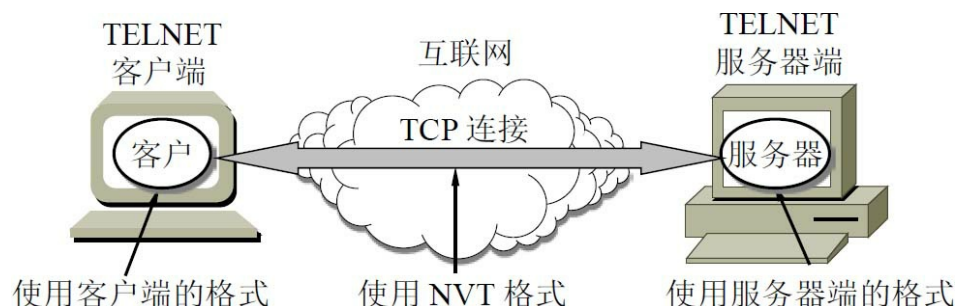 TELNET
客户端
互联网
TELNET
服务器端
TCP 连接
客户
服务器
使用客户端的格式
使用 NVT 格式
使用服务器端的格式